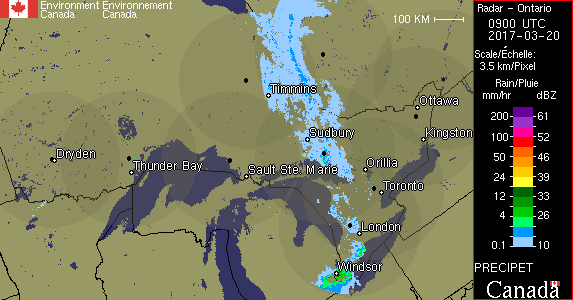 Environment Environnement
Canada Canada
100 KM
Radar - Ontario
0900 UTC
2017-03-20
Scale/Échelle:
3.5 km/Pixel
Rain/Pluie
mm/hr dBZ
200 61
100 52
50 46
24 39
12 33
4 26
0.1 10
PRECIPET
Canada
Timmins
Ottawa
Sudbury
Kingston
Dryden
Thunder Bay
Sault Ste. Marie
Orillia
Toronto
London
Windsor